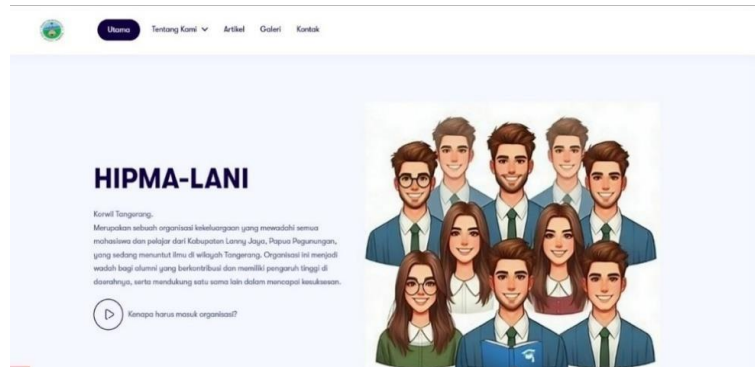 Utama
Tentang Kami
Artikel
Galeri
Kontak
HIPMA-LANI
Korwil Tangerang.
Merupakan sebuah organisasi kekeluargaan yang mewadahi semua
mahasiswa dan pelajar dari Kabupaten Lanny Jaya, Papua Pegunungan,
yang sedang menuntut ilmu di wilayah Tangerang. Organisasi ini menjadi
wadah bagi alumni yang berkontribusi dan memiliki pengaruh tinggi di
daerahnya, serta mendukung satu sama lain dalam mencapai kesuksesan.
Kenapa harus masuk organisasi?